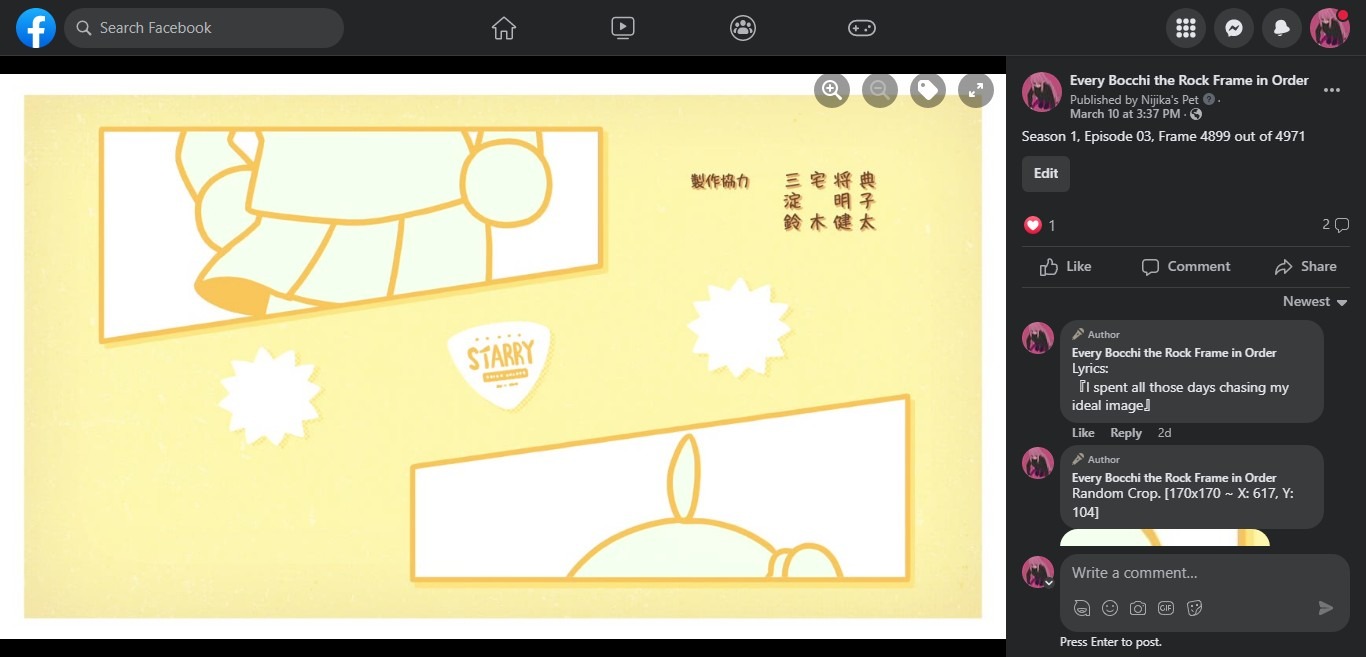 Search Facebook
製作協力
三宅将典
淀 明子
鈴木健太
STARRY
Every Bocchi the Rock Frame in Order
Published by Nijika's Pet ·
March 10 at 3:37 PM ·
Season 1, Episode 03, Frame 4899 out of 4971
Edit
1
2
Like
Comment
Share
Newest
Author
Every Bocchi the Rock Frame in Order
Lyrics:
『I spent all those days chasing my
ideal image』
Like Reply 2d
Author
Every Bocchi the Rock Frame in Order
Random Crop. [170x170 ~ X: 617, Y:
104]
Write a comment...
GIF
Press Enter to post.